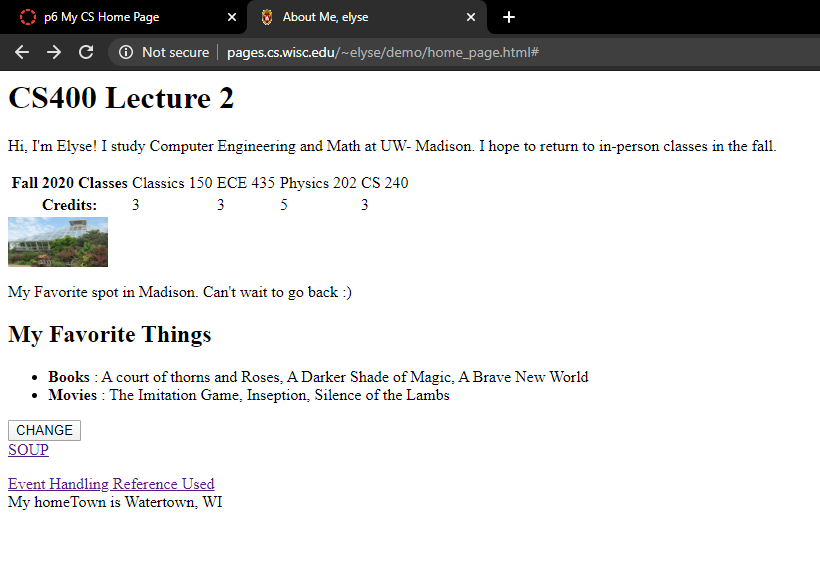 p6 My CS Home Page
About Me, elyse
Not secure | pages.cs.wisc.edu/~elyse/demo/home_page.html#
CS400 Lecture 2
Hi, I'm Elyse! I study Computer Engineering and Math at UW- Madison. I hope to return to in-person classes in the fall.
Fall 2020 Classes Classics 150 ECE 435 Physics 202 CS 240
Credits: 3 3 5 3
My Favorite spot in Madison. Can't wait to go back :)
My Favorite Things
• Books : A court of thorns and Roses, A Darker Shade of Magic, A Brave New World
• Movies : The Imitation Game, Inseption, Silence of the Lambs
CHANGE
SOUP
Event Handling Reference Used
My homeTown is Watertown, WI